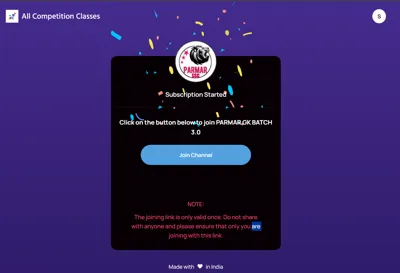 All Competition Classes
S
PARMAR
SSC
Subscription Started
Click on the button below to join PARMAR GK BATCH
3.0
Join Channel
NOTE:
The joining link is only valid once. Do not share
with anyone and please ensure that only you are
joining with this link.
Made with ❤ in India